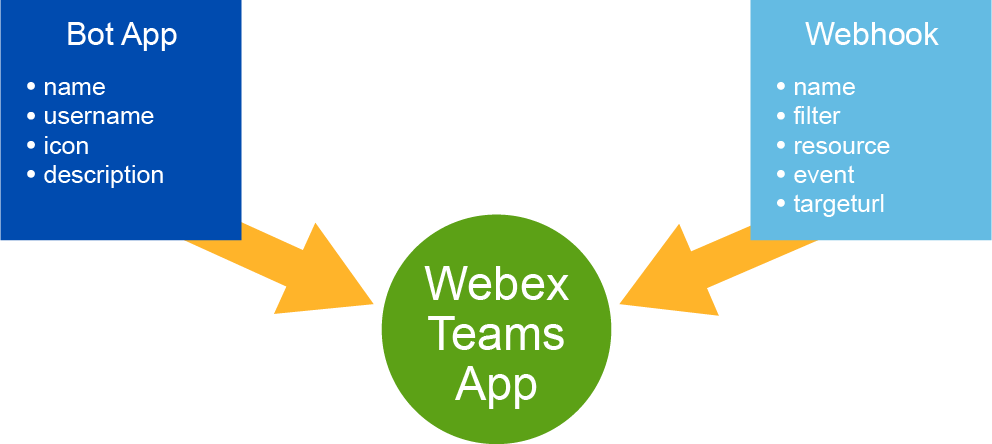 Bot App
• name
• username
• icon
• description
Webhook
• name
• filter
• resource
• event
• targeturl
Webex
Teams
App